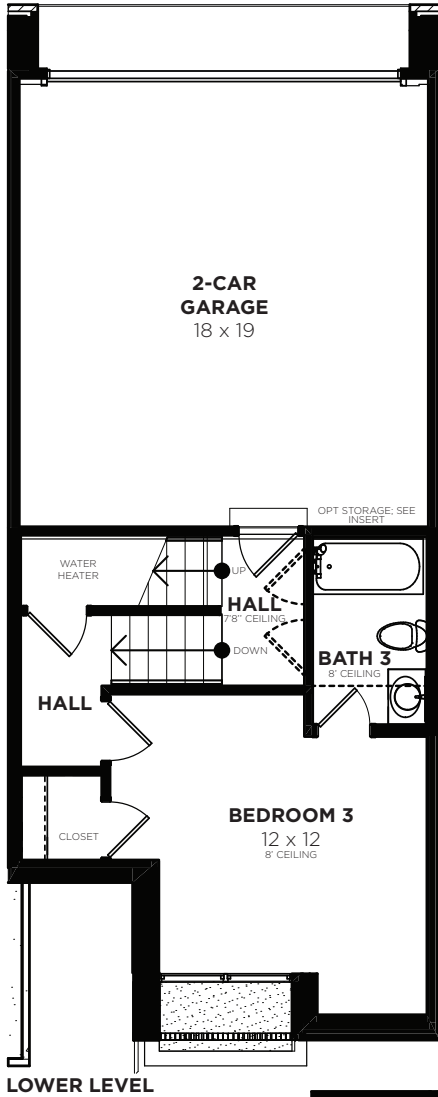 2-CAR
GARAGE
18 x 19
OPT STORAGE; SEE
INSERT
WATER
HEATER
UP
HALL
7'8" CEILING
DOWN
BATH 3
8' CEILING
HALL
BEDROOM 3
12 x 12
8' CEILING
CLOSET
LOWER LEVEL